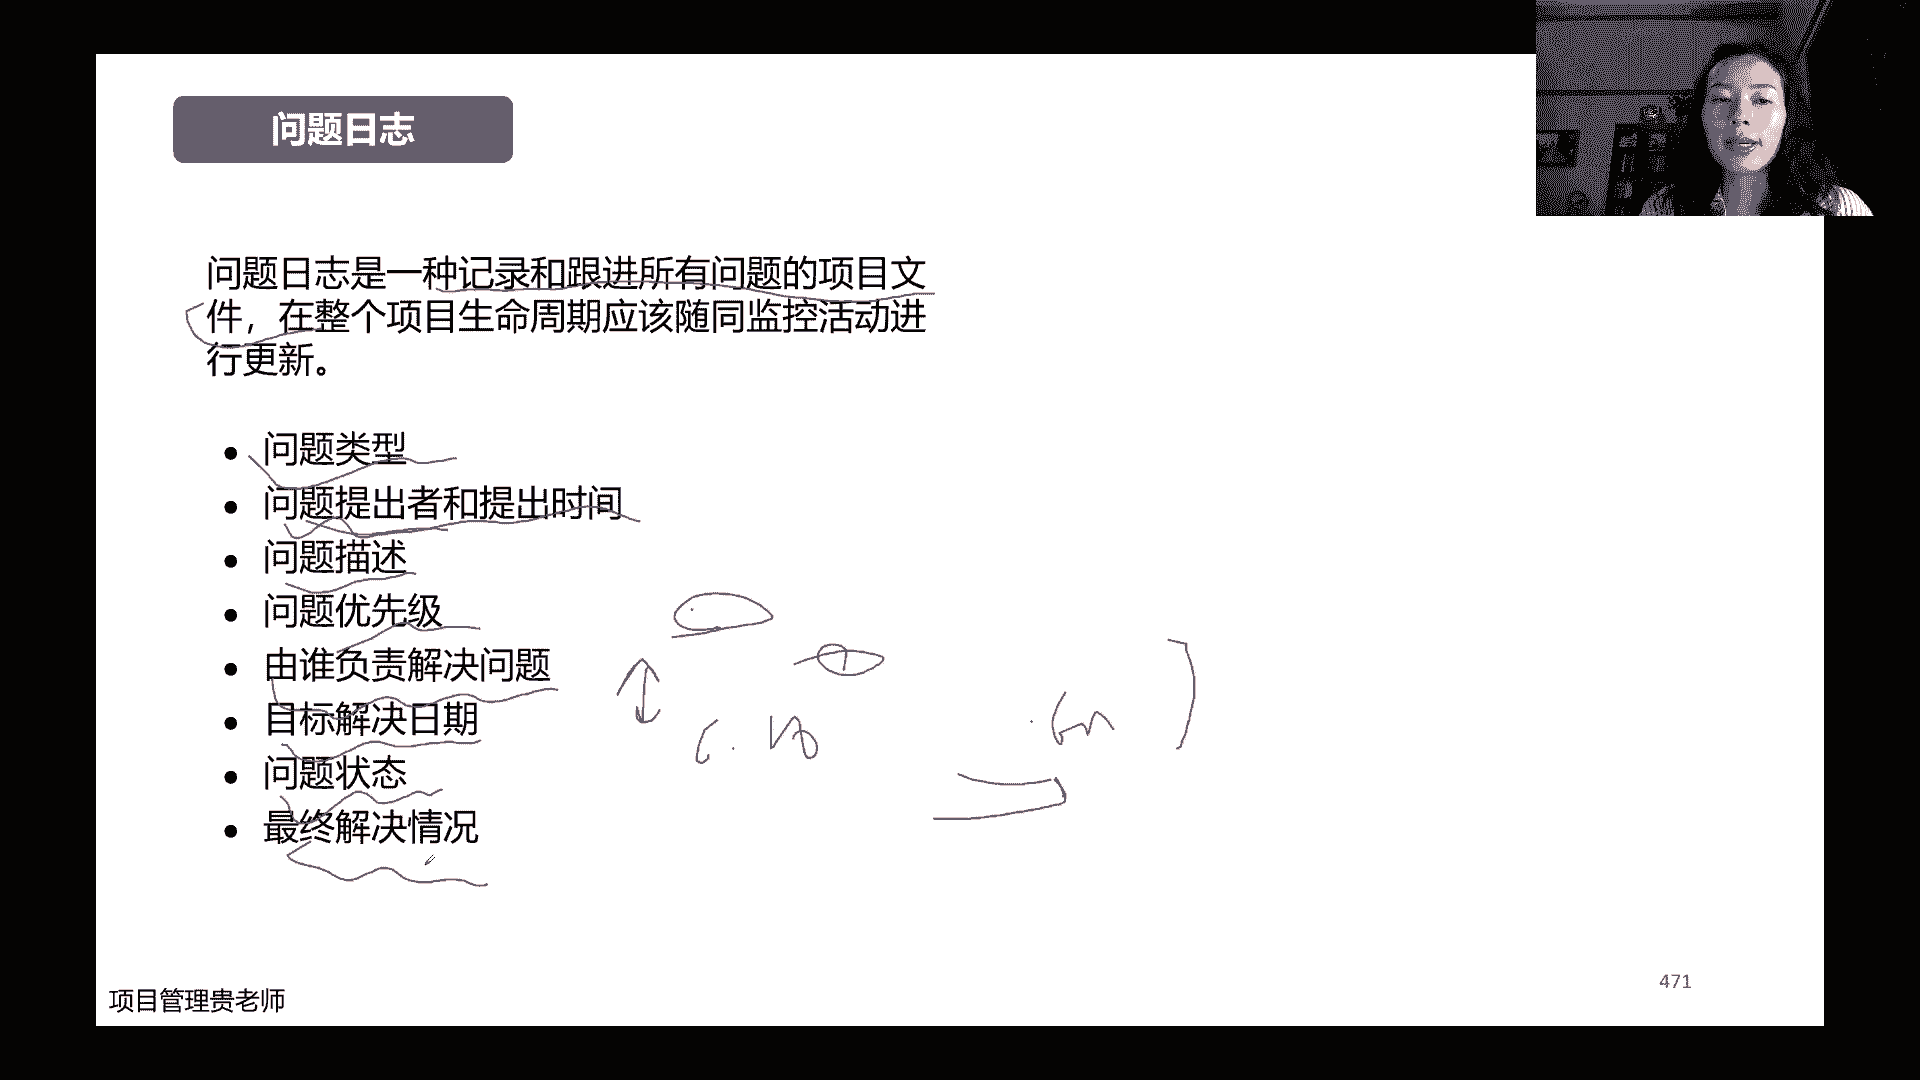 问题日志
问题日志是一种记录和跟进所有问题的项目文
件，在整个项目生命周期应该随同监控活动进
行更新。
• 问题类型
• 问题提出者和提出时间
• 问题描述
• 问题优先级
• 由谁负责解决问题
• 目标解决日期
• 问题状态
• 最终解决情况
471
项目管理贵老师